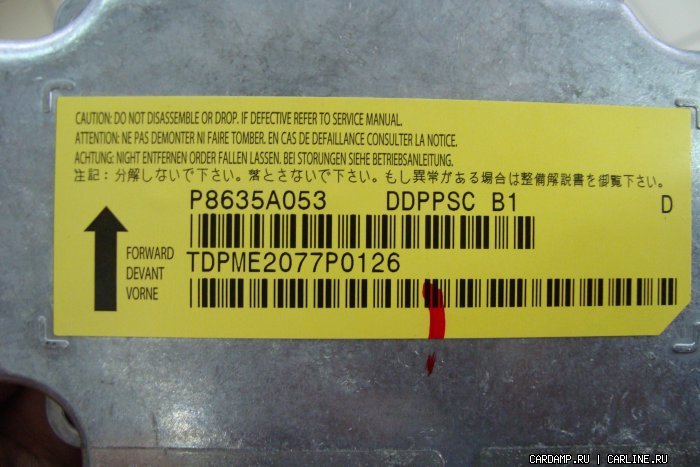 CAUTION: DO NOT DISASSEMBLE OR DROP. IF DEFECTIVE REFER TO SERVICE MANUAL.
ATTENTION: NE PAS DEMONTER NI FAIRE TOMBER. EN CAS DE DEFAILLANCE CONSULTER LA NOTICE.
ACHTUNG: NIGHT ENTFERNEN ORDER FALLEN LASSEN. BEI STORUNGEN SIEHE BETRIEBSANLEITUNG.
注記: 分解しないで下さい。落とさないで下さい。もし異常がある場合は整備解説書を御覧下さい。
P8635A053 DDPPSC B1 D
FORWARD
DEVANT
VORNE
TDPME2077P0126
CARDAMP.RU | CARLINE.RU